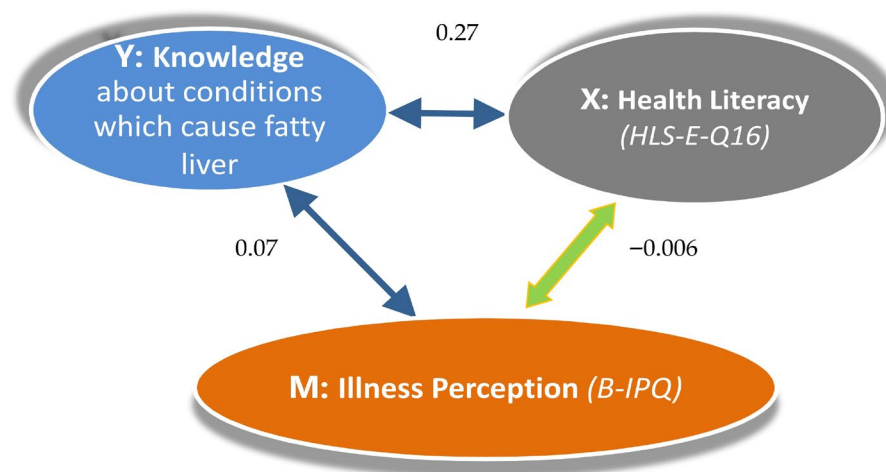 0.27
Y: Knowledge
about conditions
which cause fatty
liver
X: Health Literacy
(HLS-E-Q16)
0.07
−0.006
M: Illness Perception (B-IPQ)